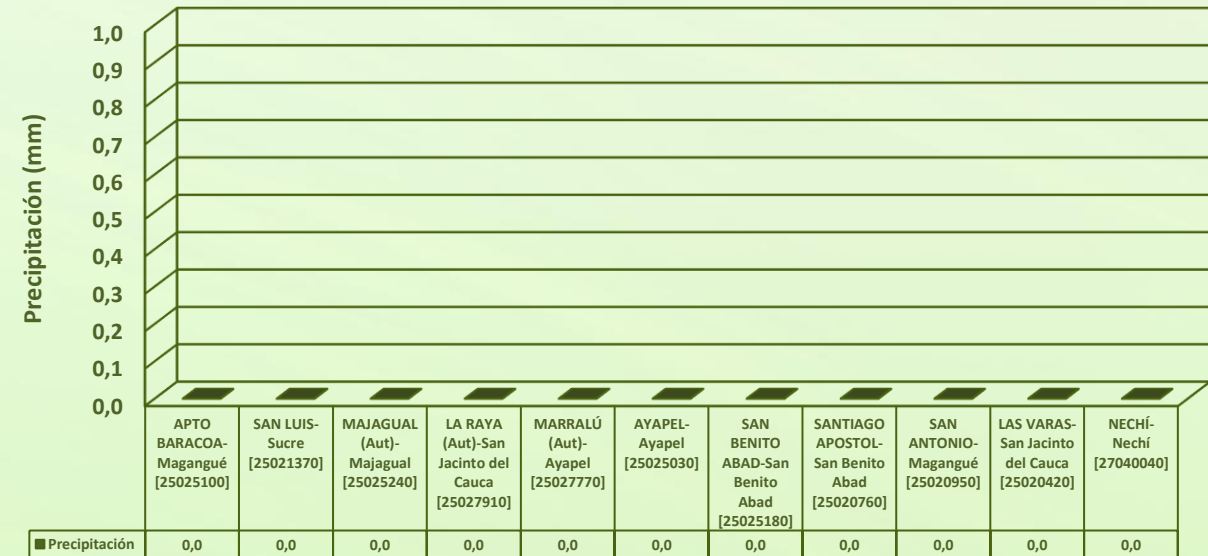 Precipitación (mm)
1,0
0,9
0,8
0,7
0,6
0,5
0,4
0,3
0,2
0,1
0,0
APTO
BARACOA-
Magangué
[25025100]
SAN LUIS-
Sucre
[25021370]
MAJAGUAL
(Aut)-
Majagual
[25025240]
LA RAYA
(Aut)-San
Jacinto del
Cauca
[25027910]
MARRALÚ
(Aut)-
Ayapel
[25027770]
AYAPEL-
Ayapel
[25025030]
SAN
BENITO
ABAD-San
Benito
Abad
[25025180]
SANTIAGO
APOSTOL-
San Benito
Abad
[25020760]
SAN
ANTONIO-
Magangué
[25020950]
LAS VARAS-
San Jacinto
del Cauca
[25020420]
NECHÍ-
Nechí
[27040040]
Precipitación 0,0 0,0 0,0 0,0 0,0 0,0 0,0 0,0 0,0 0,0 0,0